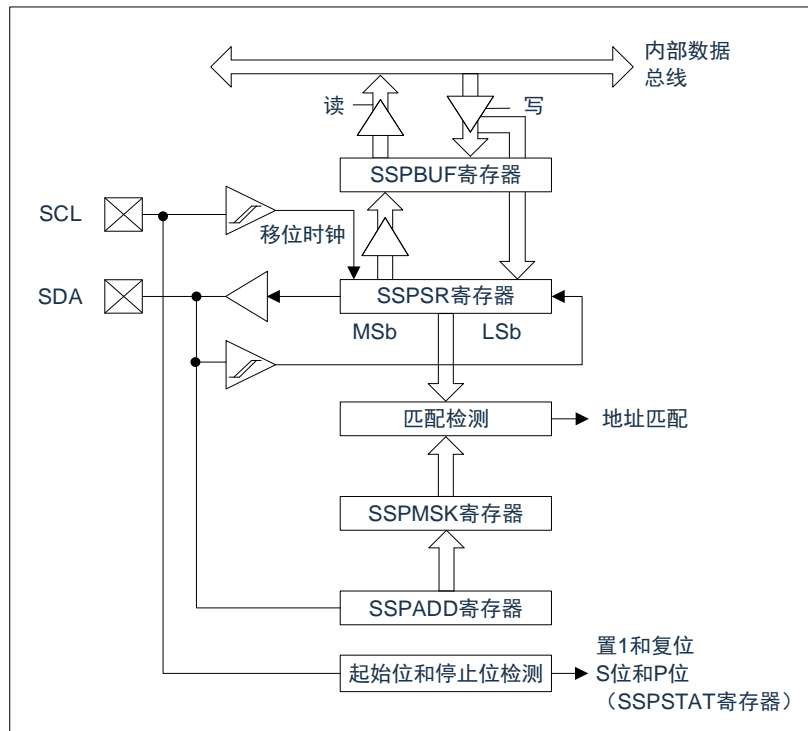 内部数据
总线
读
写
SSPBUF寄存器
SCL
移位时钟
SDA
SSPSR寄存器
MSb
LSb
匹配检测
地址匹配
SSPMSK寄存器
SSPADD寄存器
起始位和停止位检测
置1和复位
S位和P位
（SSPSTAT寄存器）